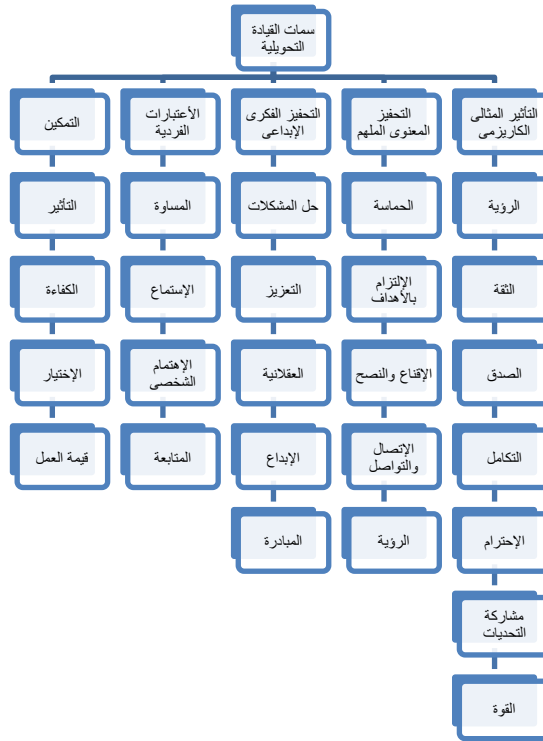 سمات القيادة
التحويلية
التأثير المثالى
الكاريزمى
الرؤية
الثقة
الصدق
التكامل
الإحترام
مشاركة
التحديات
القوة
التحفيز
المعنوى الملهم
الحماسة
الإلتزام
بالأهداف
الإقناع والنصح
الإتصال
والتواصل
الرؤية
التحفيز الفكرى
الإبداعى
حل المشكلات
التعزيز
العقلانية
الإبداع
المبادرة
الأعتبارات
الفردية
المساوة
الإستماع
الإهتمام
الشخصى
المتابعة
التمكين
التأثير
الكفاءة
الإختيار
قيمة العمل